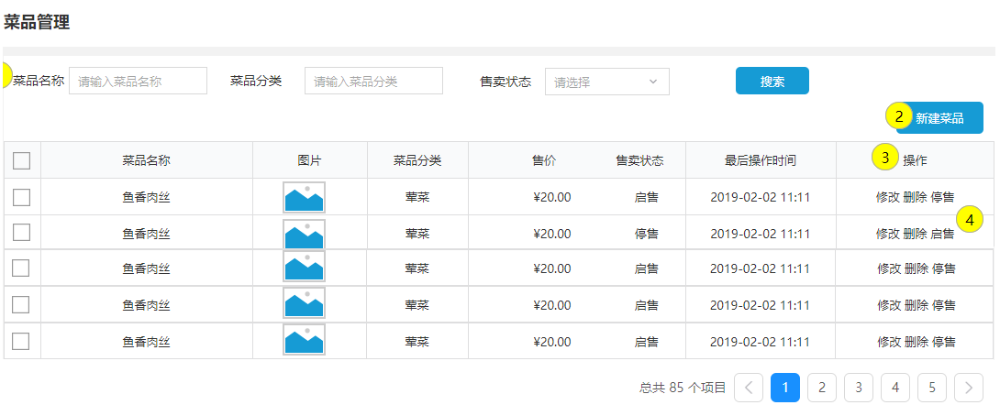 菜品管理
菜品名称 请输入菜品名称 菜品分类 请输入菜品分类 售卖状态 请选择 搜索
2 新建菜品
菜品名称 图片 菜品分类 售价 售卖状态 最后操作时间 3 操作
鱼香肉丝 荤菜 ¥20.00 启售 2019-02-02 11:11 修改 删除 停售
4
鱼香肉丝 荤菜 ¥20.00 停售 2019-02-02 11:11 修改 删除 启售
鱼香肉丝 荤菜 ¥20.00 启售 2019-02-02 11:11 修改 删除 停售
鱼香肉丝 荤菜 ¥20.00 启售 2019-02-02 11:11 修改 删除 停售
鱼香肉丝 荤菜 ¥20.00 启售 2019-02-02 11:11 修改 删除 停售
总共 85 个项目 1 2 3 4 5